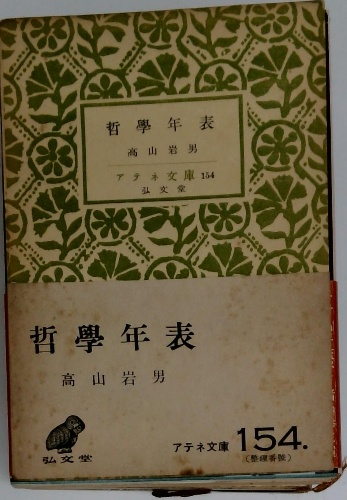 哲學年表
高山岩男
アテネ文庫 154
弘文堂
哲學年表
高山岩男
弘文堂
アテネ文庫 154.
(整理番號)